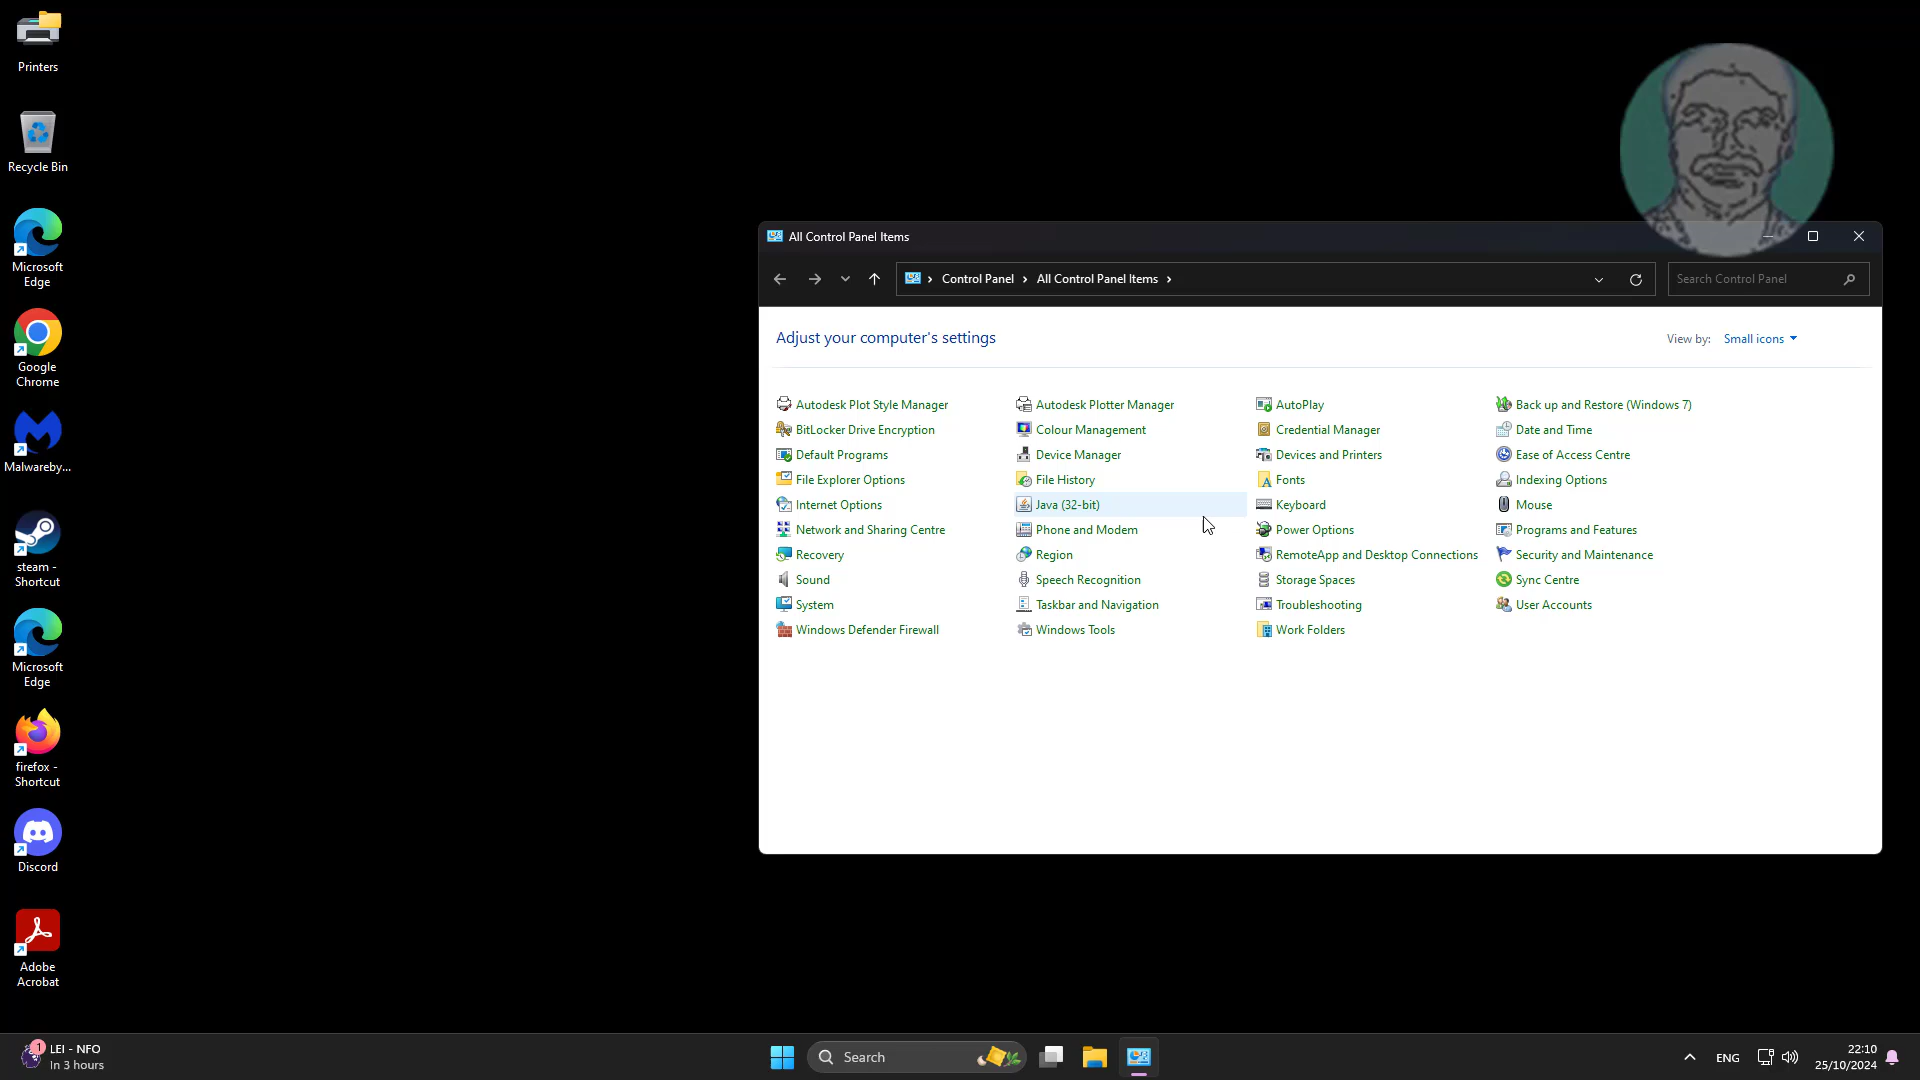 Printers
Recycle Bin
Microsoft
Edge
Google
Chrome
Malwareby...
steam -
Shortcut
Microsoft
Edge
firefox -
Shortcut
Discord
Adobe
Acrobat
All Control Panel Items
Control Panel › All Control Panel Items ›
Search Control Panel
Adjust your computer's settings
View by: Small icons
Autodesk Plot Style Manager
Autodesk Plotter Manager
AutoPlay
Back up and Restore (Windows 7)
BitLocker Drive Encryption
Colour Management
Credential Manager
Date and Time
Default Programs
Device Manager
Devices and Printers
Ease of Access Centre
File Explorer Options
File History
Fonts
Indexing Options
Internet Options
Java (32-bit)
Keyboard
Mouse
Network and Sharing Centre
Phone and Modem
Power Options
Programs and Features
Recovery
Region
RemoteApp and Desktop Connections
Security and Maintenance
Sound
Speech Recognition
Storage Spaces
Sync Centre
System
Taskbar and Navigation
Troubleshooting
User Accounts
Windows Defender Firewall
Windows Tools
Work Folders
1
LEI - NFO
In 3 hours
Search
ENG
22:10
25/10/2024